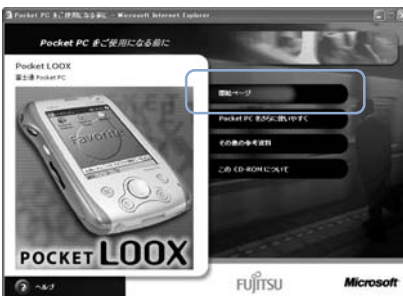 Pocket PC をご使用になる前に - Microsoft Internet Explorer
Pocket PC をご使用になる前に
Pocket LOOX
富士通 Pocket PC
開始ページ
Pocket PC をさらに使いやすく
その他の参考資料
この CD-ROM について
Favorite
POCKET LOOX
ヘルプ
FUJITSU
Microsoft